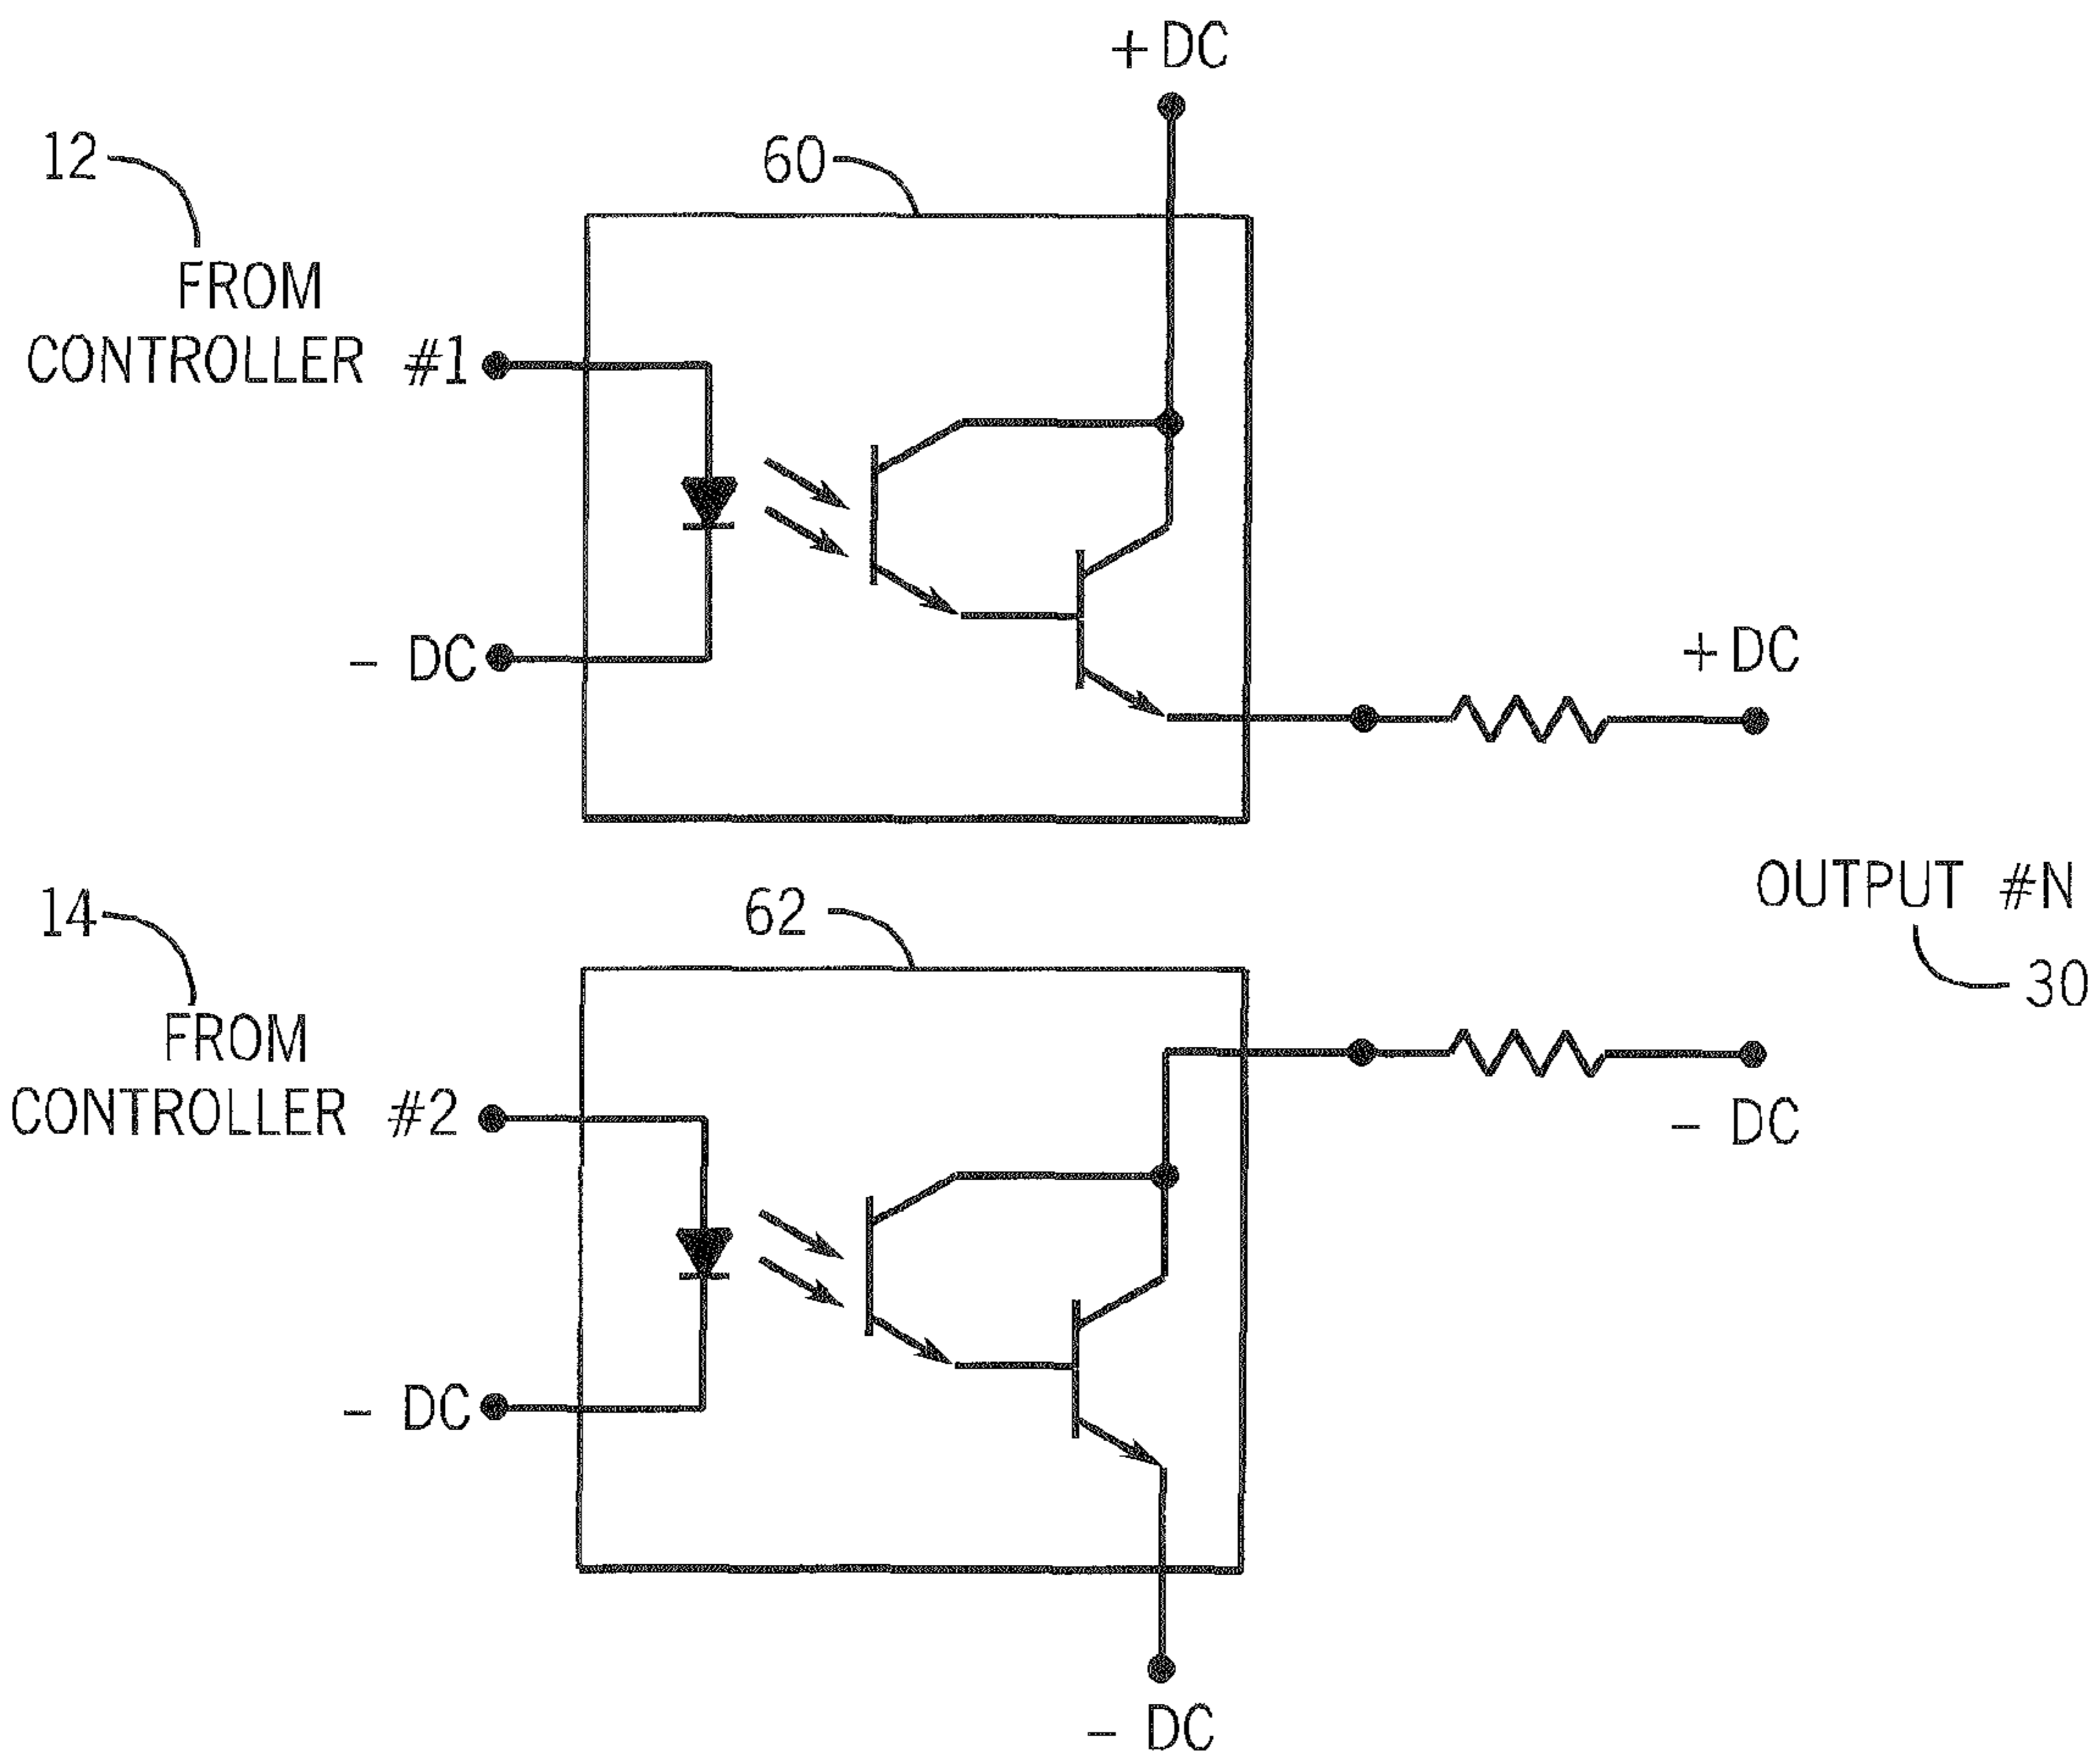 + DC
12
60
FROM
CONTROLLER #1
- DC
+ DC
OUTPUT #N
30
14
62
FROM
CONTROLLER #2
- DC
- DC
- DC